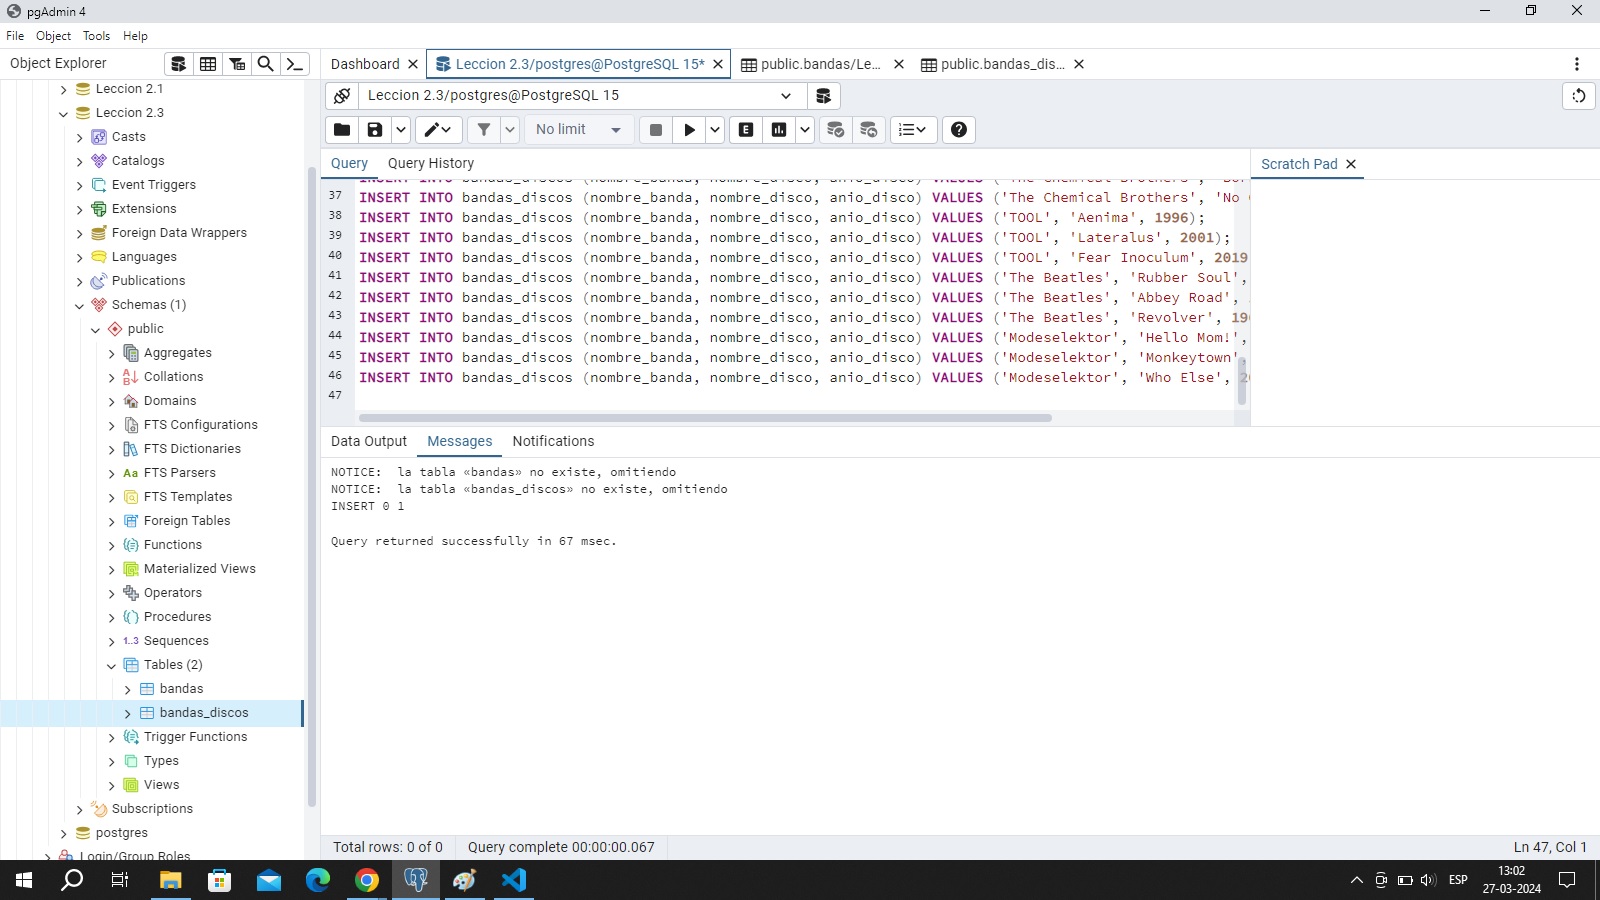 pgAdmin 4
File Object Tools Help
Object Explorer
Leccion 2.1
Leccion 2.3
Casts
Catalogs
Event Triggers
Extensions
Foreign Data Wrappers
Languages
Publications
Schemas (1)
public
Aggregates
Collations
Domains
FTS Configurations
FTS Dictionaries
FTS Parsers
FTS Templates
Foreign Tables
Functions
Materialized Views
Operators
Procedures
1..3 Sequences
Tables (2)
bandas
bandas_discos
Trigger Functions
Types
Views
Subscriptions
postgres
Login/Group Roles
Dashboard
Leccion 2.3/postgres@PostgreSQL 15*
public.bandas/Le...
public.bandas_dis...
Leccion 2.3/postgres@PostgreSQL 15
No limit
E
Query Query History
Scratch Pad
INSERT INTO bandas_discos (nombre_banda, nombre_disco, anio_disco) VALUES ('The Chemical Brothers',
37 INSERT INTO bandas_discos (nombre_banda, nombre_disco, anio_disco) VALUES ('The Chemical Brothers', 'No
38 INSERT INTO bandas_discos (nombre_banda, nombre_disco, anio_disco) VALUES ('TOOL', 'Aenima', 1996);
39 INSERT INTO bandas_discos (nombre_banda, nombre_disco, anio_disco) VALUES ('TOOL', 'Lateralus', 2001);
40 INSERT INTO bandas_discos (nombre_banda, nombre_disco, anio_disco) VALUES ('TOOL', 'Fear Inoculum', 2019
41 INSERT INTO bandas_discos (nombre_banda, nombre_disco, anio_disco) VALUES ('The Beatles', 'Rubber Soul',
42 INSERT INTO bandas_discos (nombre_banda, nombre_disco, anio_disco) VALUES ('The Beatles', 'Abbey Road',
43 INSERT INTO bandas_discos (nombre_banda, nombre_disco, anio_disco) VALUES ('The Beatles', 'Revolver', 19
44 INSERT INTO bandas_discos (nombre_banda, nombre_disco, anio_disco) VALUES ('Modeselektor', 'Hello Mom!',
45 INSERT INTO bandas_discos (nombre_banda, nombre_disco, anio_disco) VALUES ('Modeselektor', 'Monkeytown',
46 INSERT INTO bandas_discos (nombre_banda, nombre_disco, anio_disco) VALUES ('Modeselektor', 'Who Else', 2
47
Data Output Messages Notifications
NOTICE:  la tabla «bandas» no existe, omitiendo
NOTICE:  la tabla «bandas_discos» no existe, omitiendo
INSERT 0 1
Query returned successfully in 67 msec.
Total rows: 0 of 0 Query complete 00:00:00.067 Ln 47, Col 1
ESP
13:02
27-03-2024